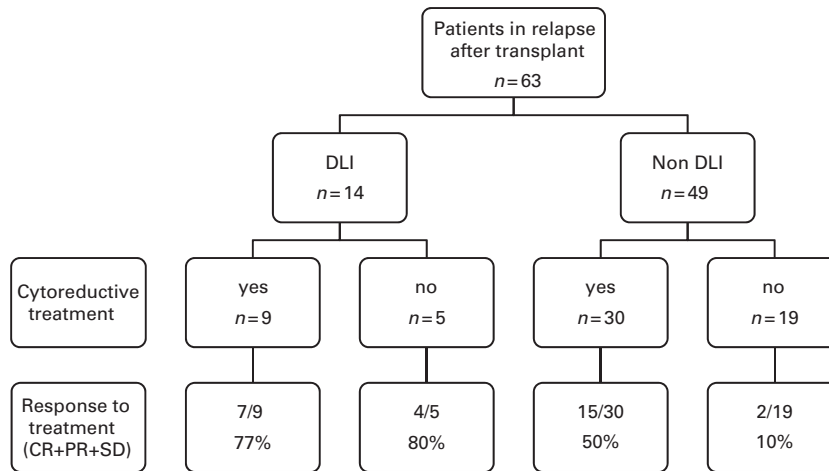 Patients in relapse
after transplant
n=63
DLI
n=14
Non DLI
n=49
Cytoreductive
treatment
yes
n=9
no
n=5
yes
n=30
no
n=19
Response to
treatment
(CR+PR+SD)
7/9
77%
4/5
80%
15/30
50%
2/19
10%